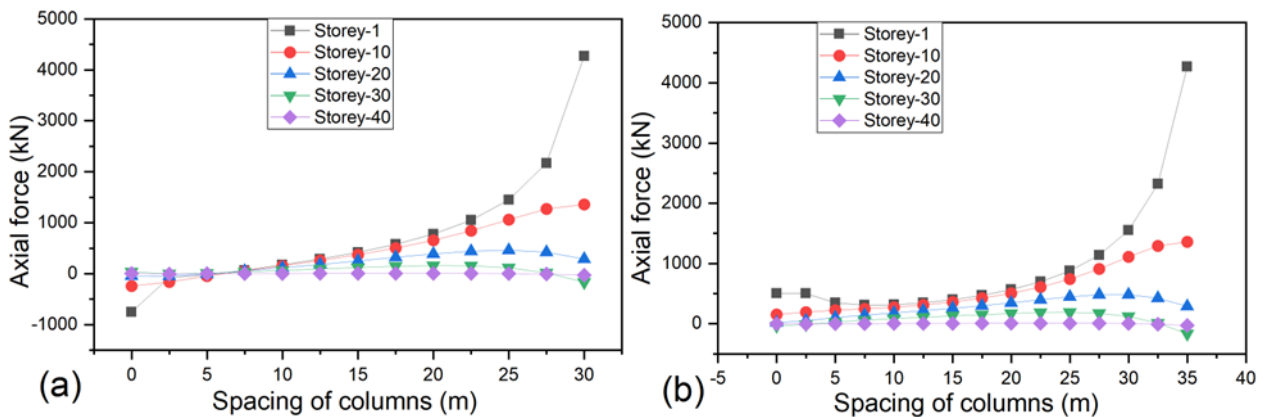 5000
4000
3000
2000
1000
0
-1000
Axial force (kN)
Storey-1
Storey-10
Storey-20
Storey-30
Storey-40
0 5 10 15 20 25 30
Spacing of columns (m)
(a)
5000
4000
3000
2000
1000
0
Axial force (kN)
Storey-1
Storey-10
Storey-20
Storey-30
Storey-40
-5 0 5 10 15 20 25 30 35 40
Spacing of columns (m)
(b)